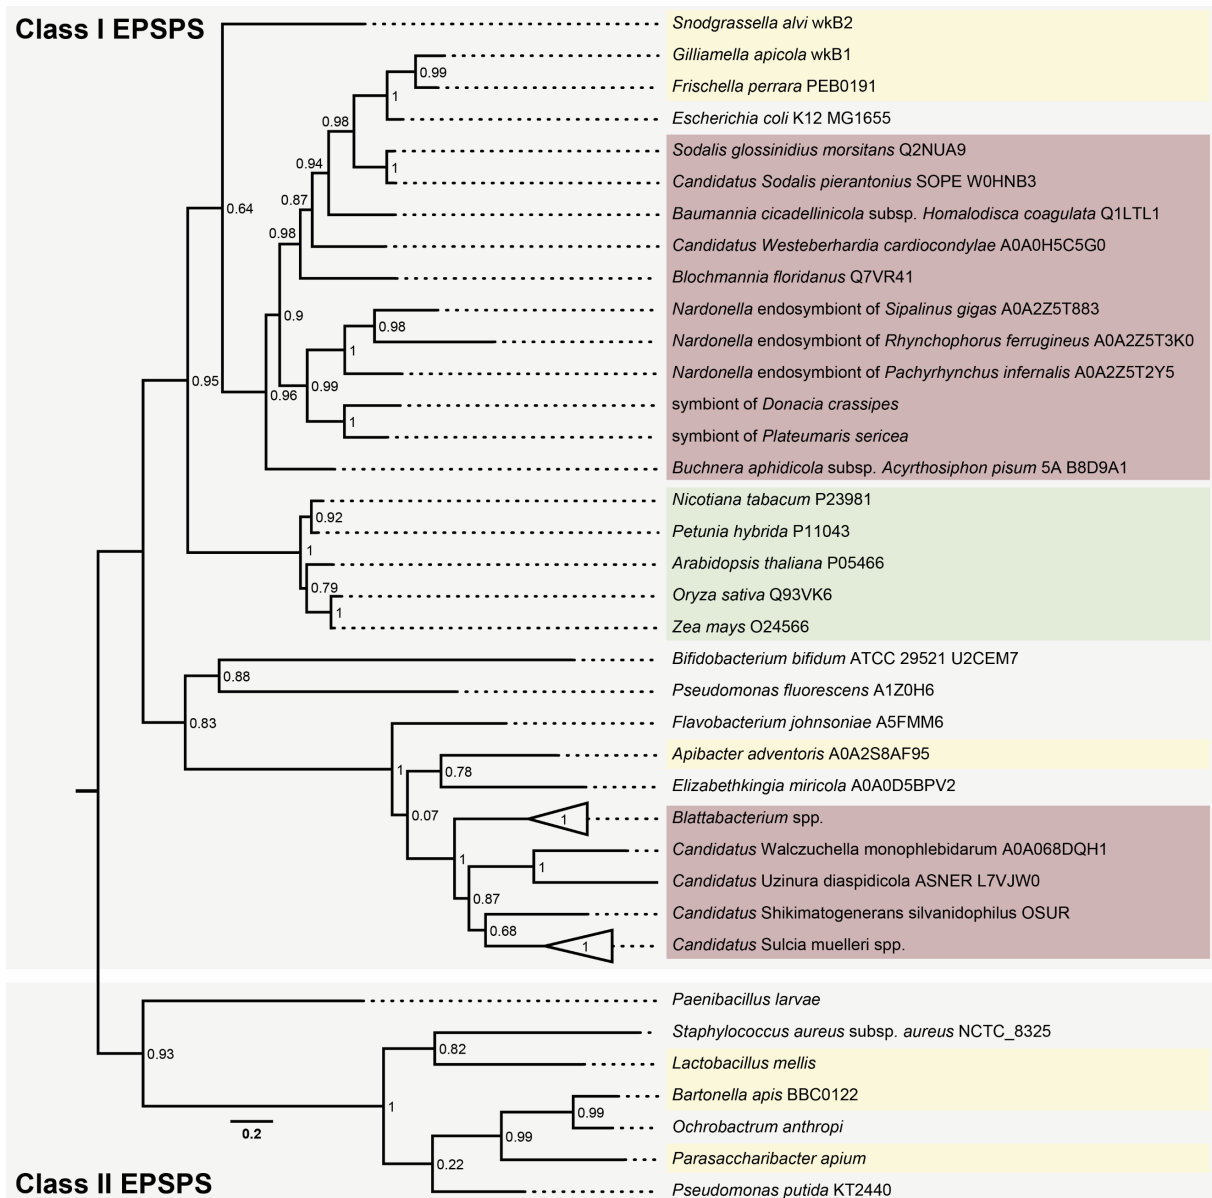 Class I EPSPS
Snodgrassella alvi wkB2
Gilliamella apicola wkB1
0.99
Frischella perrara PEB0191
1
Escherichia coli K12 MG1655
0.98
Sodalis glossinidius morsitans Q2NUA9
0.94
1
Candidatus Sodalis pierantonius SOPE W0HNB3
0.87
0.64
Baumannia cicadellinicola subsp. Homalodisca coagulata Q1LTL1
0.98
Candidatus Westeberhardia cardiocondylae A0A0H5C5G0
Blochmannia floridanus Q7VR41
0.9
Nardonella endosymbiont of Sipalinus gigas A0A2Z5T883
0.98
Nardonella endosymbiont of Rhynchophorus ferrugineus A0A2Z5T3K0
1
Nardonella endosymbiont of Pachyrhynchus infernalis A0A2Z5T2Y5
0.95
0.99
0.96
symbiont of Donacia crassipes
1
symbiont of Plateumaris sericea
Buchnera aphidicola subsp. Acyrthosiphon pisum 5A B8D9A1
Nicotiana tabacum P23981
0.92
Petunia hybrida P11043
1
Arabidopsis thaliana P05466
0.79
Oryza sativa Q93VK6
1
Zea mays O24566
Bifidobacterium bifidum ATCC 29521 U2CEM7
0.88
Pseudomonas fluorescens A1Z0H6
0.83
Flavobacterium johnsoniae A5FMM6
Apibacter adventoris A0A2S8AF95
1
0.78
Elizabethkingia miricola A0A0D5BPV2
0.07
1
Blattabacterium spp.
Candidatus Walczuchella monophlebidarum A0A068DQH1
1
1
Candidatus Uzinura diaspidicola ASNER L7VJW0
0.87
Candidatus Shikimatogenerans silvanidophilus OSUR
0.68
1
Candidatus Sulcia muelleri spp.
Paenibacillus larvae
Staphylococcus aureus subsp. aureus NCTC_8325
0.93
0.82
Lactobacillus mellis
Bartonella apis BBC0122
1
0.99
Ochrobactrum anthropi
0.2
0.99
Parasaccharibacter apium
0.22
Class II EPSPS
Pseudomonas putida KT2440